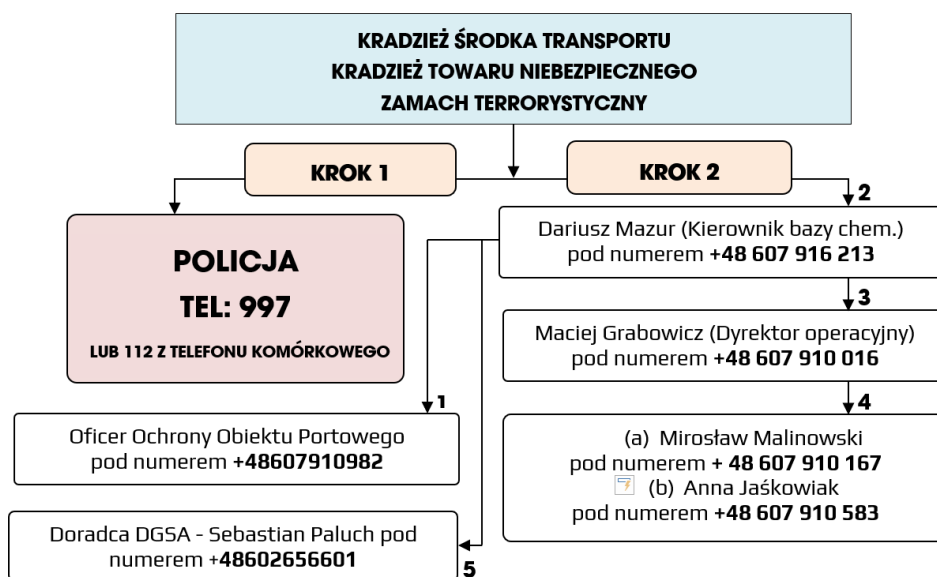 KRADZIEŻ ŚRODKA TRANSPORTU
KRADZIEŻ TOWARU NIEBEZPIECZNEGO
ZAMACH TERRORYSTYCZNY
KROK 1
KROK 2
2
POLICJA
TEL: 997
LUB 112 Z TELEFONU KOMÓRKOWEGO
Dariusz Mazur (Kierownik bazy chem.)
pod numerem +48 607 916 213
3
Maciej Grabowicz (Dyrektor operacyjny)
pod numerem +48 607 910 016
4
1
Oficer Ochrony Obiektu Portowego
pod numerem +48607910982
(a) Mirosław Malinowski
pod numerem + 48 607 910 167
(b) Anna Jaśkowiak
pod numerem +48 607 910 583
Doradca DGSA - Sebastian Paluch pod
numerem +48602656601
5